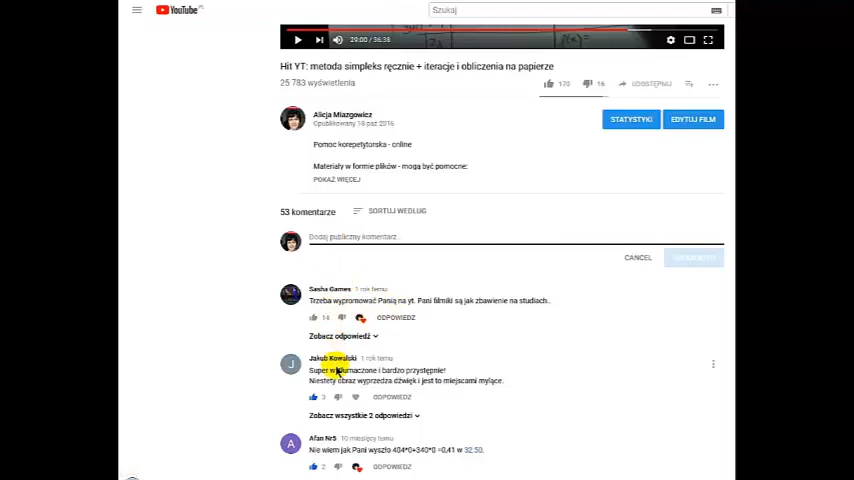 YouTube PL
Szukaj
29:00 / 36:38
Hit YT: metoda simpleks ręcznie + iteracje i obliczenia na papierze
25 783 wyświetlenia
170
16
UDOSTĘPNIJ
Alicja Miazgowicz
Opublikowany 18 paź 2016
STATYSTYKI
EDYTUJ FILM
Pomoc korepetytorska - online
Materiały w formie plików - mogą być pomocne:
POKAŻ WIĘCEJ
53 komentarze
SORTUJ WEDŁUG
Dodaj publiczny komentarz...
CANCEL
Sasha Games 1 rok temu
Trzeba wypromować Panią na yt. Pani filmiki są jak zbawienie na studiach..
14
ODPOWIEDZ
Zobacz odpowiedź
J
Jakub Kowalski 1 rok temu
Super wytłumaczone i bardzo przystępnie!
Niestety obraz wyprzedza dźwięk i jest to miejscami mylące.
3
ODPOWIEDZ
Zobacz wszystkie 2 odpowiedzi
A
Afan Nr5 10 miesięcy temu
Nie wiem jak Pani wyszło 404*0+340*0 =0,41 w 32:50.
2
ODPOWIEDZ